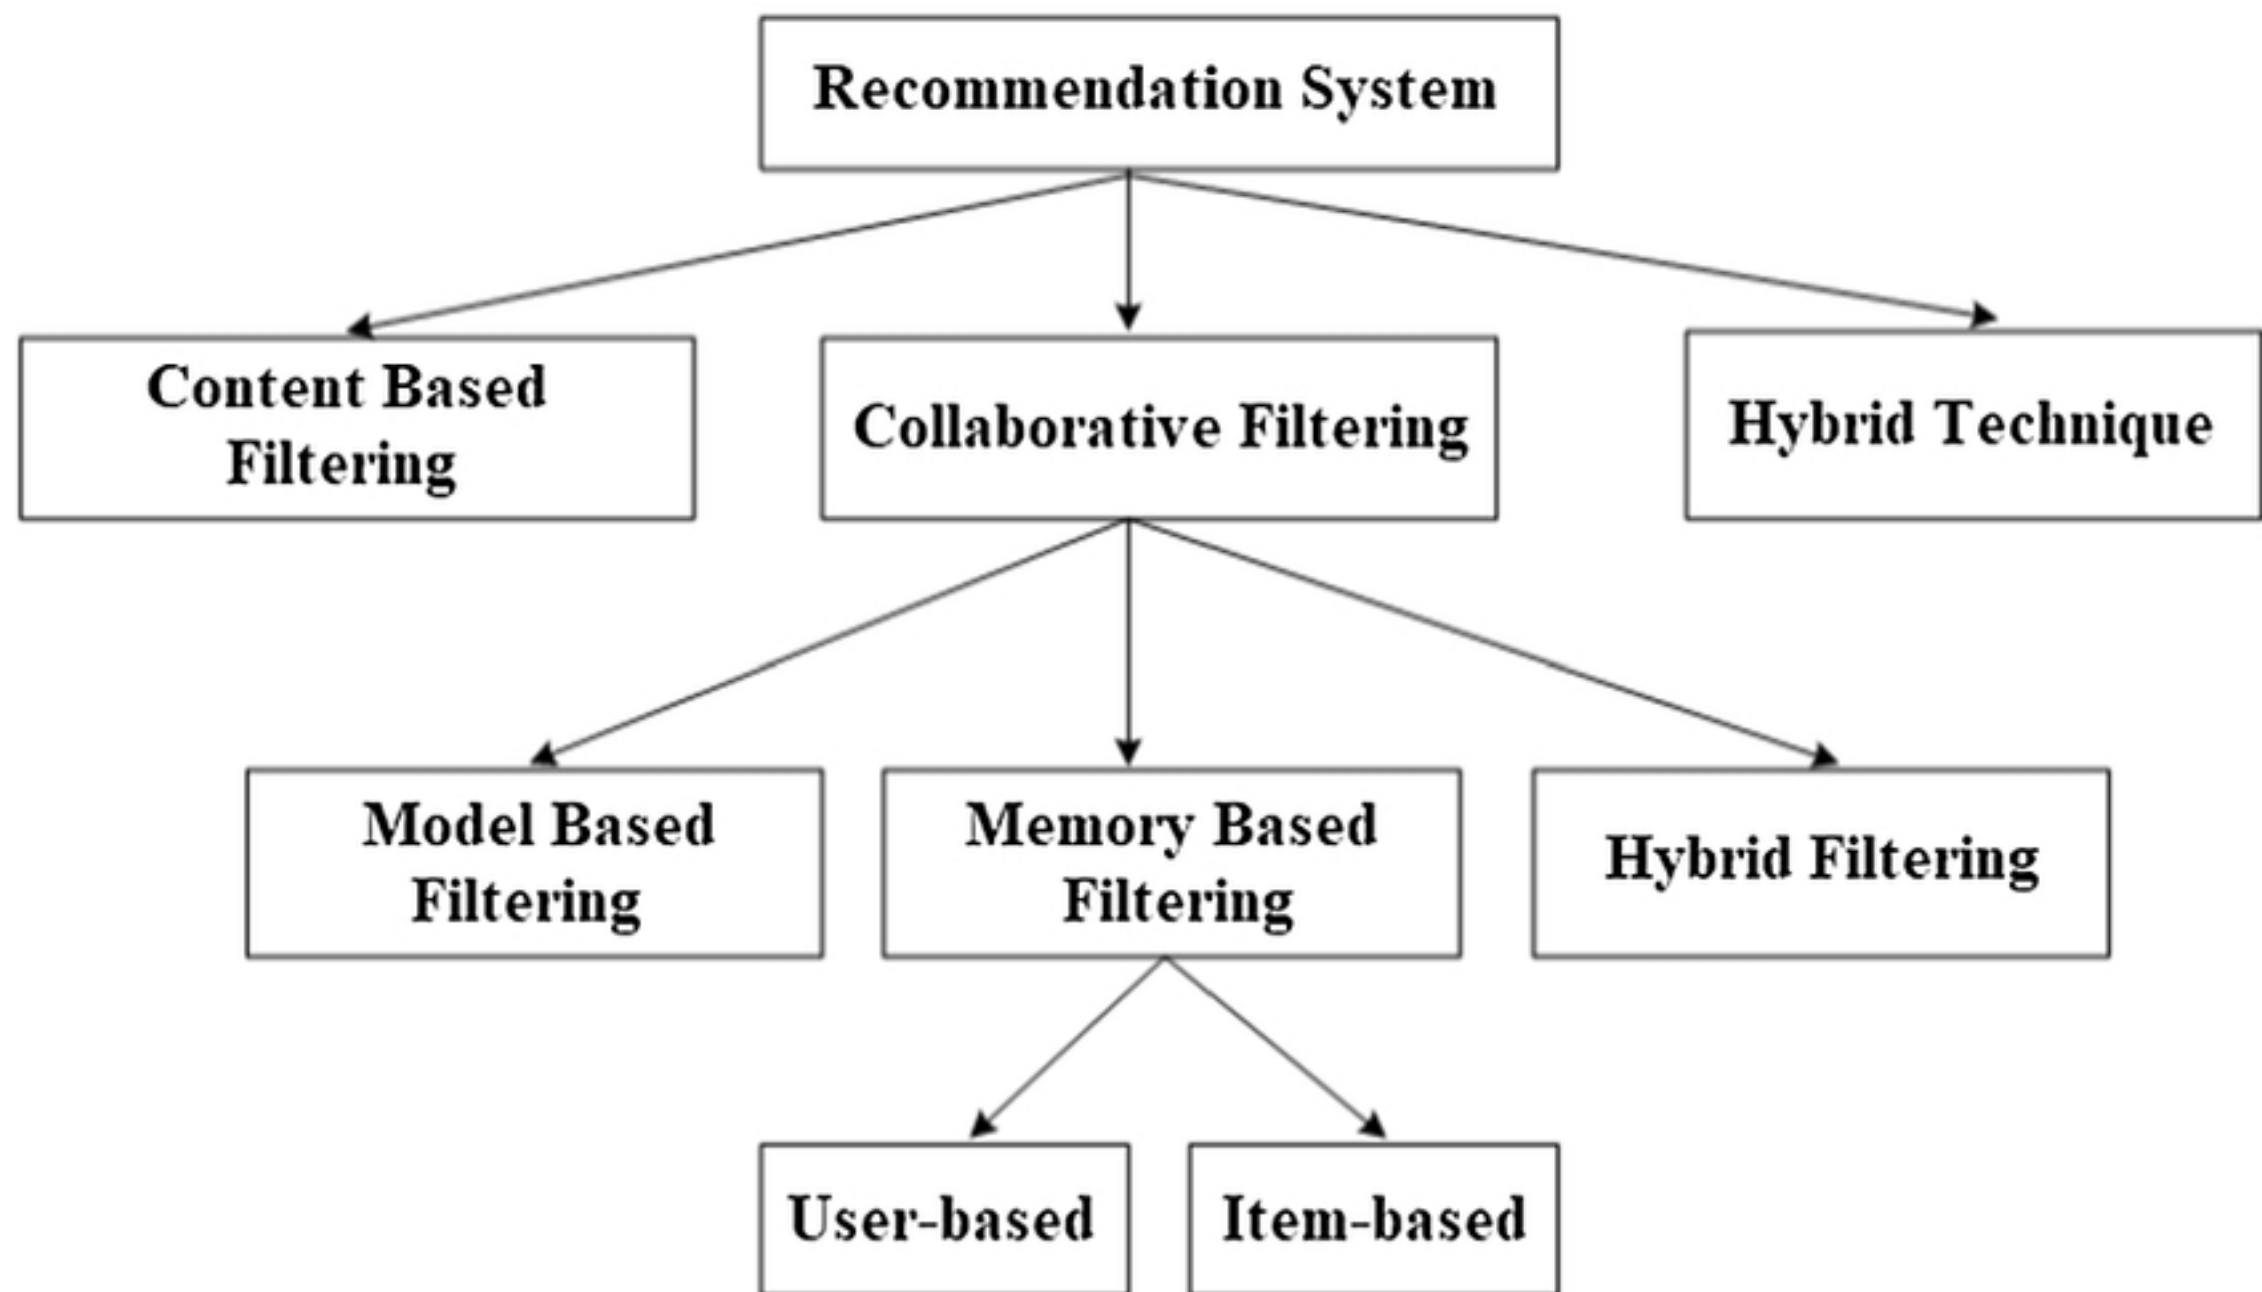 Recommendation System
Content Based
Filtering
Collaborative Filtering
Hybrid Technique
Model Based
Filtering
Memory Based
Filtering
Hybrid Filtering
User-based
Item-based